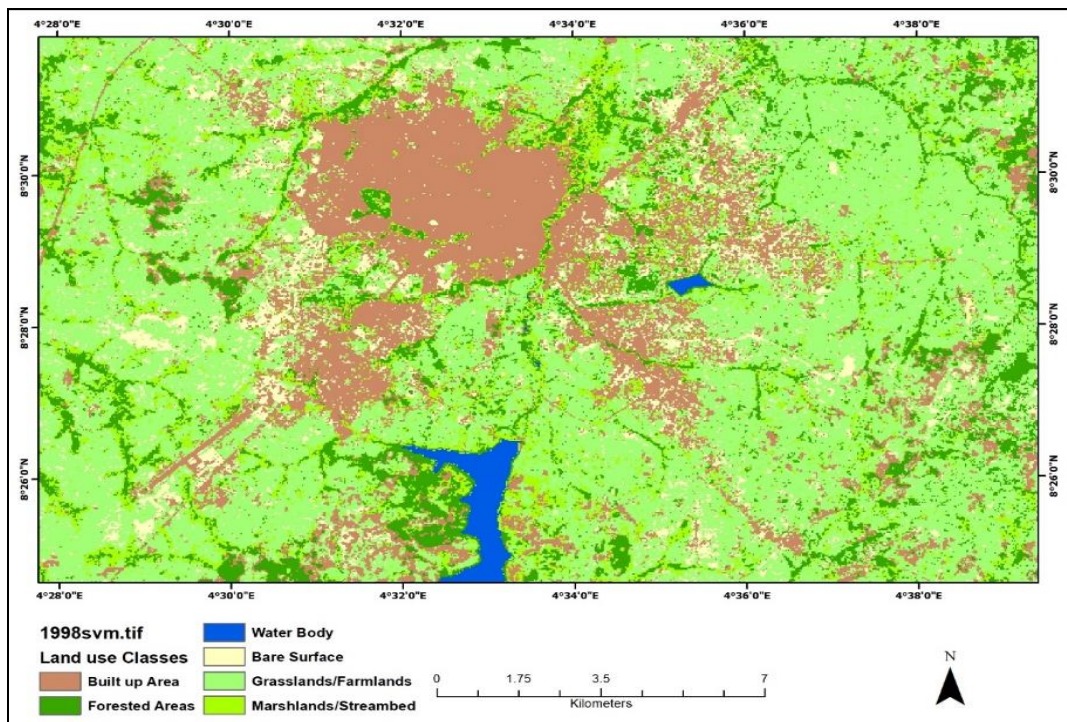 4°28'0"E 4°30'0"E 4°32'0"E 4°34'0"E 4°36'0"E 4°38'0"E
8°30'0"N 8°30'0"N
8°28'0"N 8°28'0"N
8°26'0"N 8°26'0"N
4°28'0"E 4°30'0"E 4°32'0"E 4°34'0"E 4°36'0"E 4°38'0"E
1998svm.tif
Land use Classes
Built up Area
Forested Areas
Water Body
Bare Surface
Grasslands/Farmlands
Marshlands/Streambed
0 1.75 3.5 7
Kilometers
N